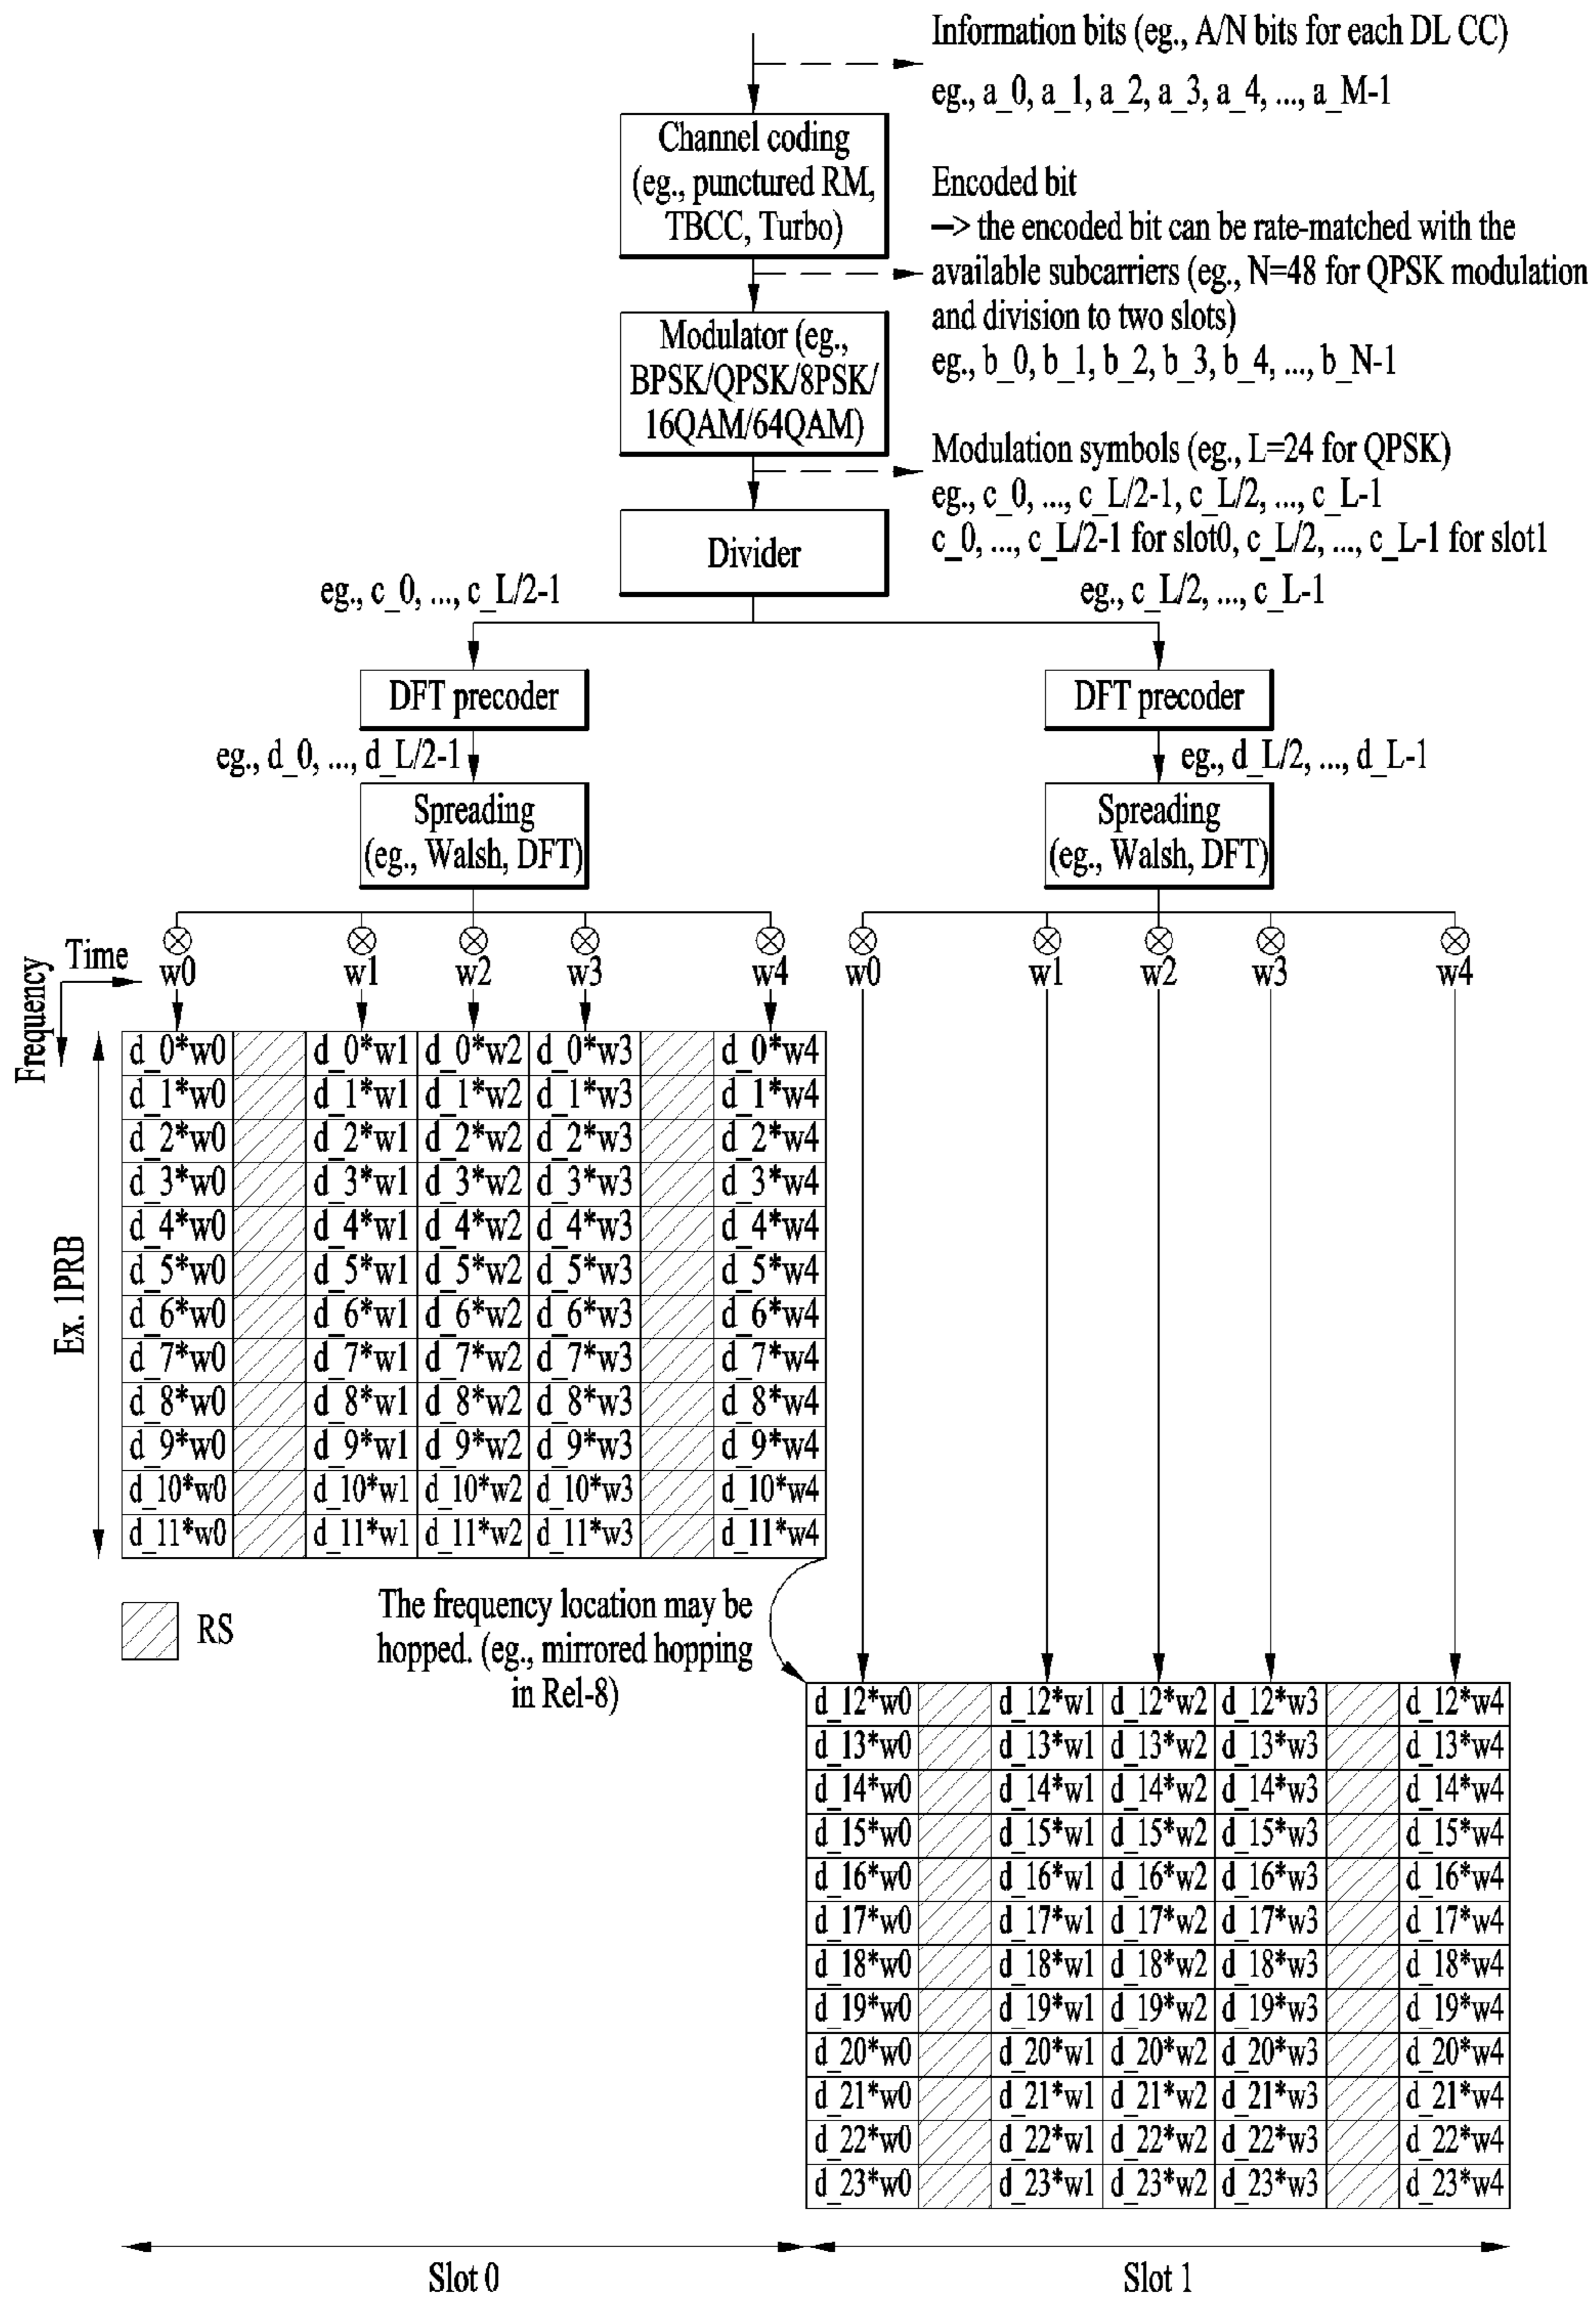 Information bits (eg., A/N bits for each DL CC)
eg., a_0, a_1, a_2, a_3, a_4, ..., a_M-1
Channel coding
(eg., punctured RM,
TBCC, Turbo)
Encoded bit
—> the encoded bit can be rate-matched with the
available subcarriers (eg., N=48 for QPSK modulation
and division to two slots)
eg., b_0, b_1, b_2, b_3, b_4, ..., b_N-1
Modulator (eg.,
BPSK/QPSK/8PSK/
16QAM/64QAM)
Modulation symbols (eg., L=24 for QPSK)
eg., c_0, ..., c_L/2-1, c_L/2, ..., c_L-1
c_0, ..., c_L/2-1 for slot0, c_L/2, ..., c_L-1 for slot1
Divider
eg., c_0, ..., c_L/2-1
eg., c_L/2, ..., c_L-1
DFT precoder
DFT precoder
eg., d_0, ..., d_L/2-1
eg., d_L/2, ..., d_L-1
Spreading
(eg., Walsh, DFT)
Spreading
(eg., Walsh, DFT)
Time
Frequency
w0 w1 w2 w3 w4 w0 w1 w2 w3 w4
d_0*w0 d_0*w1 d_0*w2 d_0*w3 d_0*w4
d_1*w0 d_1*w1 d_1*w2 d_1*w3 d_1*w4
d_2*w0 d_2*w1 d_2*w2 d_2*w3 d_2*w4
d_3*w0 d_3*w1 d_3*w2 d_3*w3 d_3*w4
d_4*w0 d_4*w1 d_4*w2 d_4*w3 d_4*w4
d_5*w0 d_5*w1 d_5*w2 d_5*w3 d_5*w4
d_6*w0 d_6*w1 d_6*w2 d_6*w3 d_6*w4
d_7*w0 d_7*w1 d_7*w2 d_7*w3 d_7*w4
d_8*w0 d_8*w1 d_8*w2 d_8*w3 d_8*w4
d_9*w0 d_9*w1 d_9*w2 d_9*w3 d_9*w4
d_10*w0 d_10*w1 d_10*w2 d_10*w3 d_10*w4
d_11*w0 d_11*w1 d_11*w2 d_11*w3 d_11*w4
Ex. 1PRB
RS
The frequency location may be
hopped. (eg., mirrored hopping
in Rel-8)
d_12*w0 d_12*w1 d_12*w2 d_12*w3 d_12*w4
d_13*w0 d_13*w1 d_13*w2 d_13*w3 d_13*w4
d_14*w0 d_14*w1 d_14*w2 d_14*w3 d_14*w4
d_15*w0 d_15*w1 d_15*w2 d_15*w3 d_15*w4
d_16*w0 d_16*w1 d_16*w2 d_16*w3 d_16*w4
d_17*w0 d_17*w1 d_17*w2 d_17*w3 d_17*w4
d_18*w0 d_18*w1 d_18*w2 d_18*w3 d_18*w4
d_19*w0 d_19*w1 d_19*w2 d_19*w3 d_19*w4
d_20*w0 d_20*w1 d_20*w2 d_20*w3 d_20*w4
d_21*w0 d_21*w1 d_21*w2 d_21*w3 d_21*w4
d_22*w0 d_22*w1 d_22*w2 d_22*w3 d_22*w4
d_23*w0 d_23*w1 d_23*w2 d_23*w3 d_23*w4
Slot 0
Slot 1